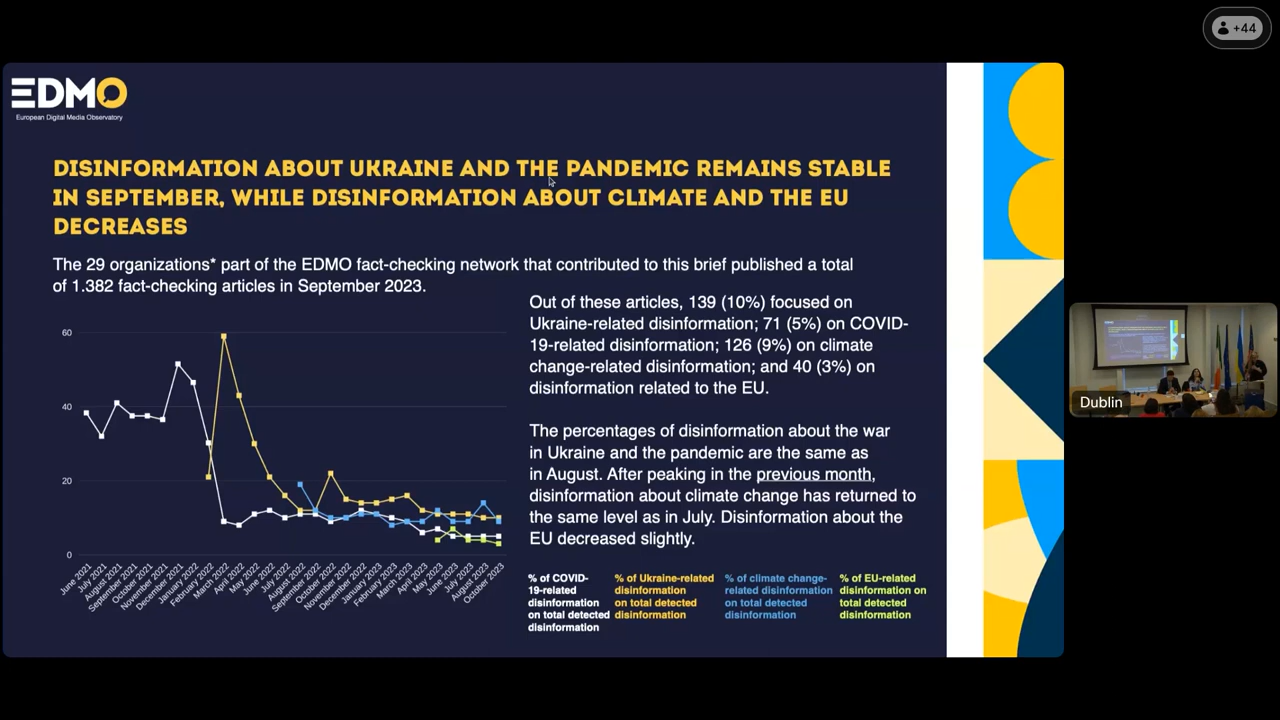 +44
EDMO
European Digital Media Observatory
DISINFORMATION ABOUT UKRAINE AND THE PANDEMIC REMAINS STABLE
IN SEPTEMBER, WHILE DISINFORMATION ABOUT CLIMATE AND THE EU
DECREASES
The 29 organizations* part of the EDMO fact-checking network that contributed to this brief published a total
of 1.382 fact-checking articles in September 2023.
Out of these articles, 139 (10%) focused on
Ukraine-related disinformation; 71 (5%) on COVID-
19-related disinformation; 126 (9%) on climate
change-related disinformation; and 40 (3%) on
disinformation related to the EU.
The percentages of disinformation about the war
in Ukraine and the pandemic are the same as
in August. After peaking in the previous month,
disinformation about climate change has returned to
the same level as in July. Disinformation about the
EU decreased slightly.
60
40
20
0
June 2021
July 2021
September 2021
October 2021
November 2021
December 2021
January 2022
February 2022
March 2022
April 2022
May 2022
June 2022
July 2022
August 2022
September 2022
October 2022
November 2022
December 2022
January 2023
February 2023
March 2023
April 2023
May 2023
June 2023
July 2023
August 2023
October 2023
% of COVID-
19-related
disinformation
on total detected
disinformation
% of Ukraine-related
disinformation
on total detected
disinformation
% of climate change-
related disinformation
on total detected
disinformation
% of EU-related
disinformation on
total detected
disinformation
Dublin